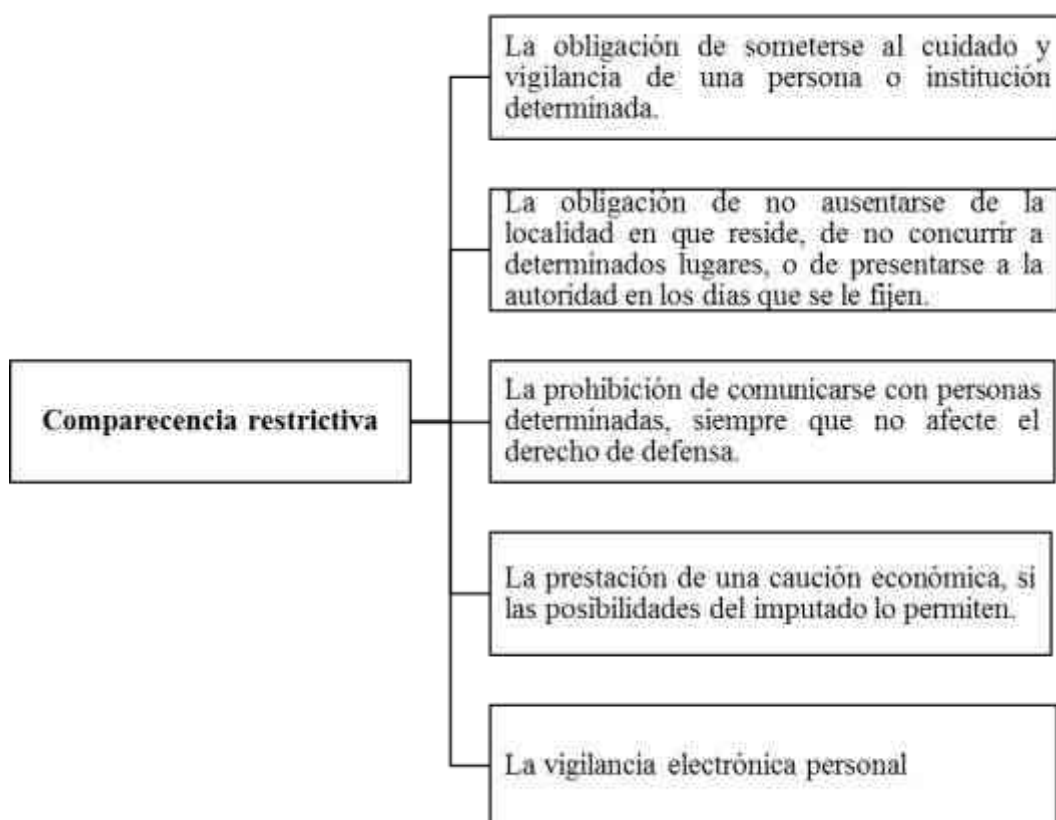 La obligación de someterse al cuidado y
vigilancia de una persona o institución
determinada.
La obligación de no ausentarse de la
localidad en que reside, de no concurrir a
determinados lugares, o de presentarse a la
autoridad en los días que se le fijen.
Comparecencia restrictiva
La prohibición de comunicarse con personas
determinadas, siempre que no afecte el
derecho de defensa.
La prestación de una caución económica, si
las posibilidades del imputado lo permiten.
La vigilancia electrónica personal